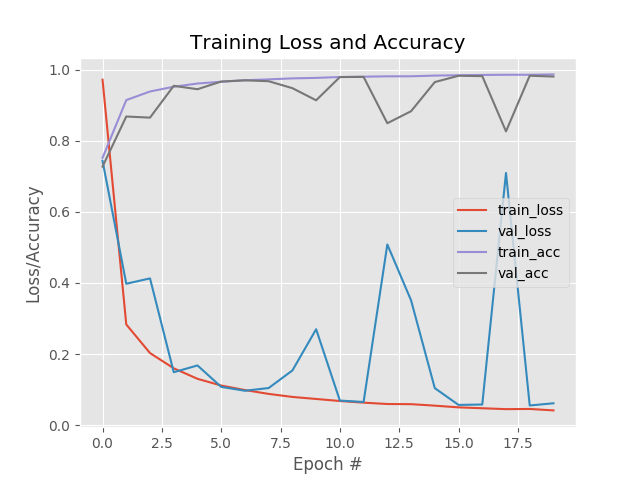 Training Loss and Accuracy
Loss/Accuracy
1.0
0.8
0.6
0.4
0.2
0.0
train_loss
val_loss
train_acc
val_acc
0.0 2.5 5.0 7.5 10.0 12.5 15.0 17.5
Epoch #